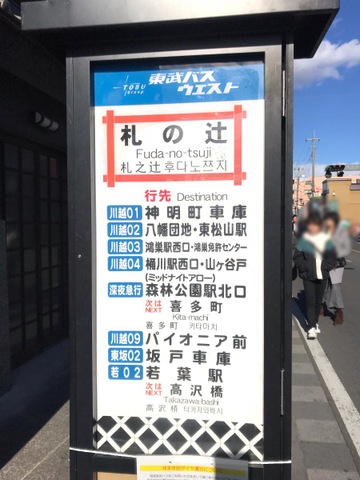 TOBU
Group
東武バス
ウエスト
札の辻
Fuda-no-tsuji
札之辻 후다노쯔지
行先 Destination
川越01 神明町車庫
川越02 八幡団地・東松山駅
川越03 鴻巣駅西口・鴻巣免許センター
川越04 桶川駅西口・山ヶ谷戸
(ミッドナイトアロー)
深夜急行 森林公園駅北口
次は NEXT 喜多町
Kita-machi
喜多町 키타마치
川越09 パイオニア前
東坂02 坂戸車庫
若02 若葉駅
次は NEXT 高沢橋
Takazawa-bashi
高沢桥 타카자와바시